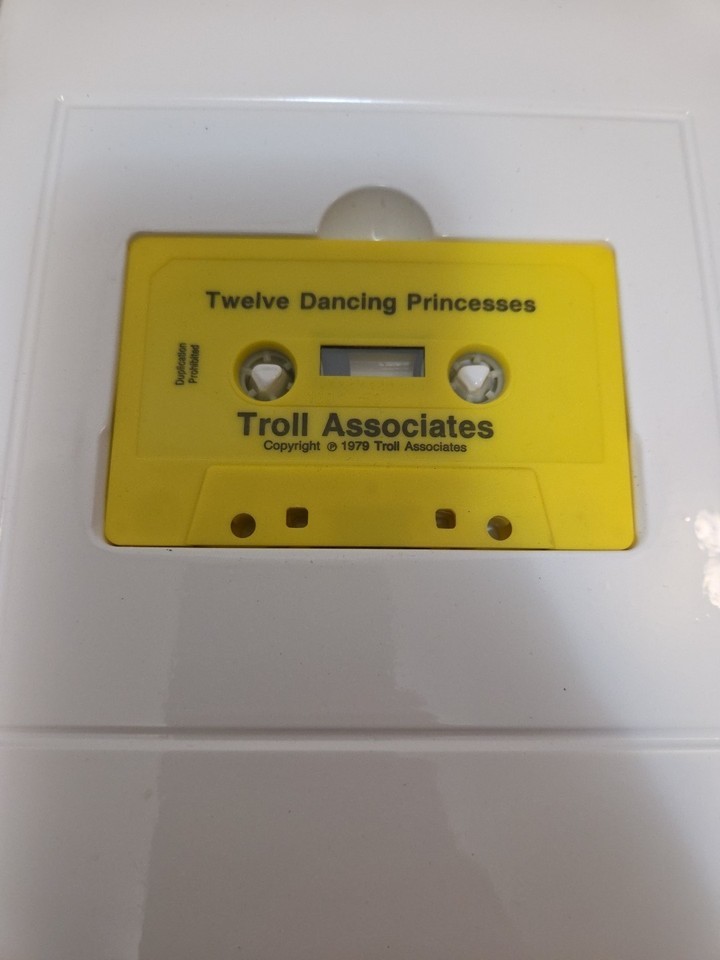 Twelve Dancing Princesses
Duplication
Prohibited
Troll Associates
Copyright ℗ 1979 Troll Associates